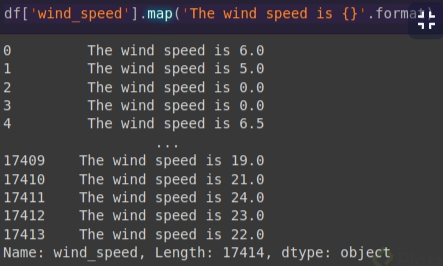 df['wind_speed'].map('The wind speed is {}'.format)
0 The wind speed is 6.0
1 The wind speed is 5.0
2 The wind speed is 0.0
3 The wind speed is 0.0
4 The wind speed is 6.5
...
17409 The wind speed is 19.0
17410 The wind speed is 21.0
17411 The wind speed is 24.0
17412 The wind speed is 23.0
17413 The wind speed is 22.0
Name: wind_speed, Length: 17414, dtype: object